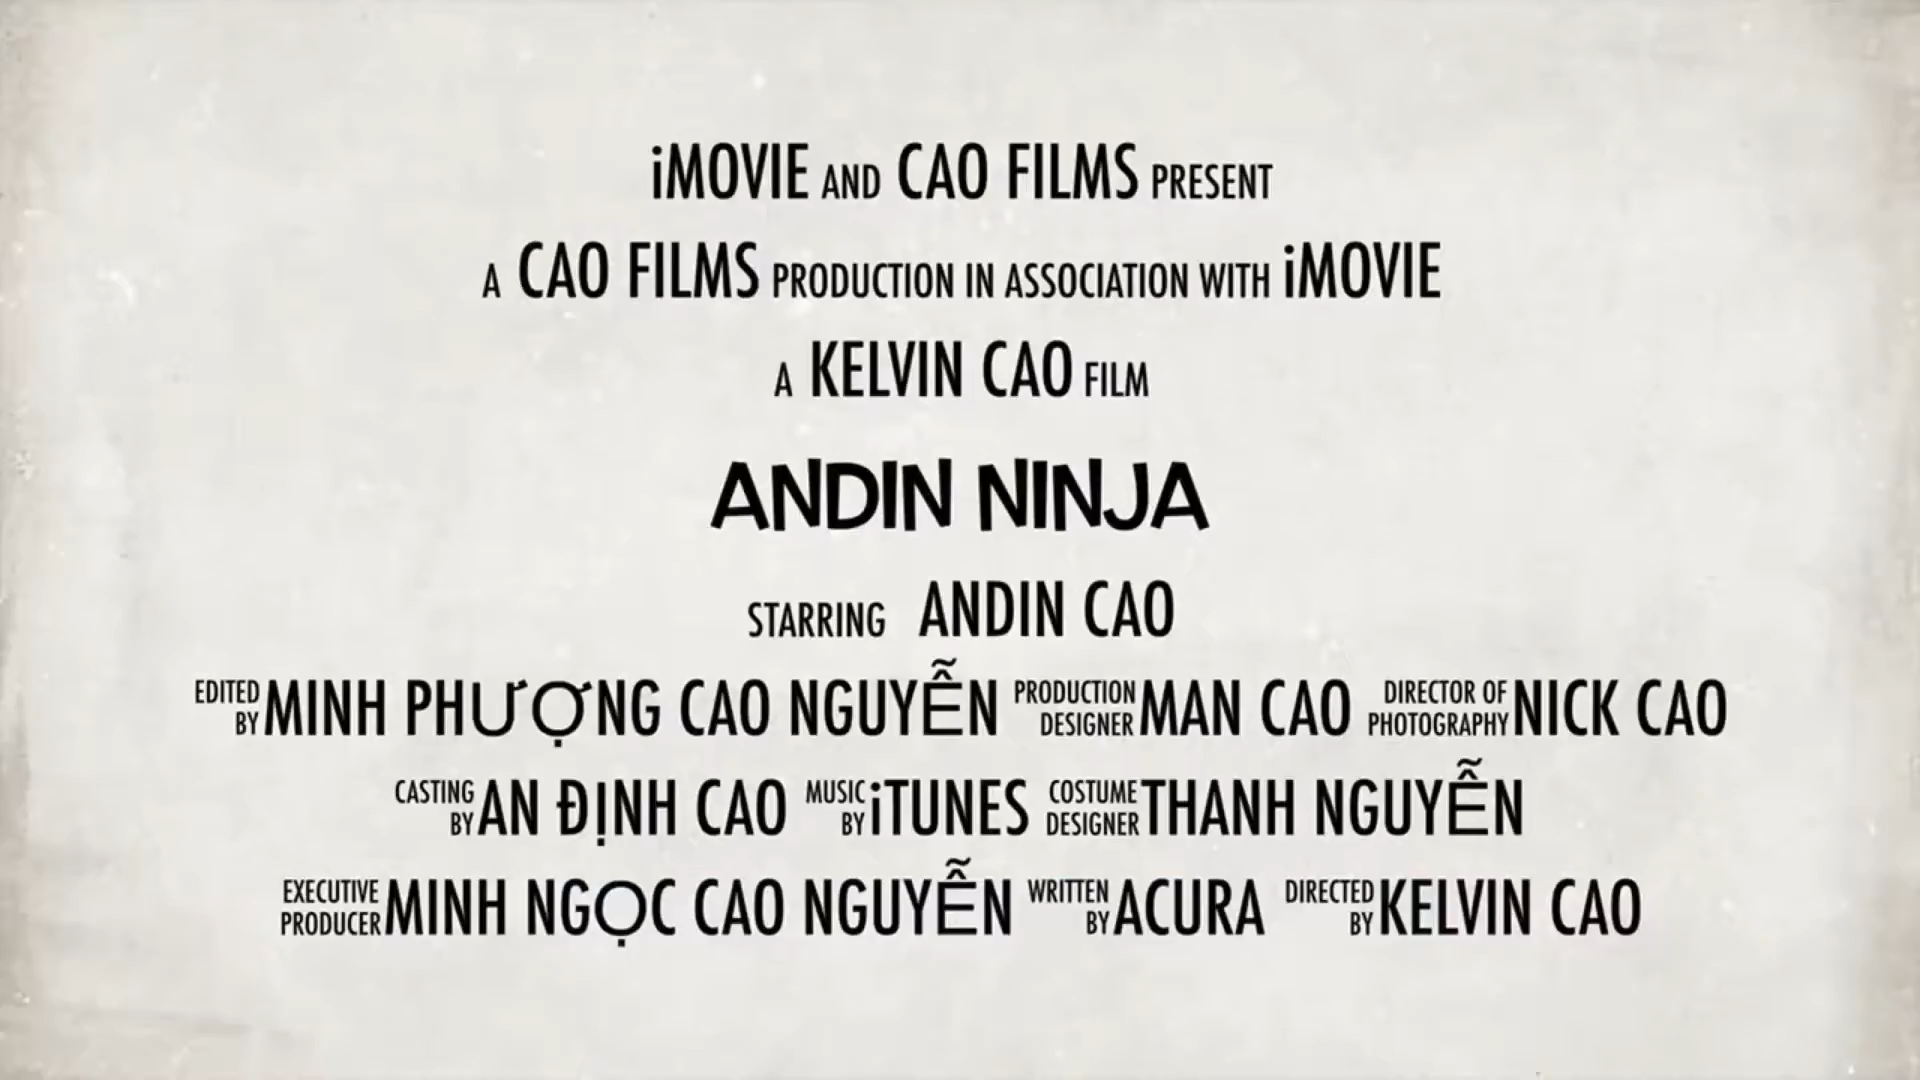 iMOVIE AND CAO FILMS PRESENT
A CAO FILMS PRODUCTION IN ASSOCIATION WITH iMOVIE
A KELVIN CAO FILM
ANDIN NINJA
STARRING ANDIN CAO
EDITED BY MINH PHƯỢNG CAO NGUYỄN PRODUCTION DESIGNER MAN CAO DIRECTOR OF PHOTOGRAPHY NICK CAO
CASTING BY AN ĐỊNH CAO MUSIC BY iTUNES COSTUME DESIGNER THANH NGUYỄN
EXECUTIVE PRODUCER MINH NGỌC CAO NGUYỄN WRITTEN BY ACURA DIRECTED BY KELVIN CAO